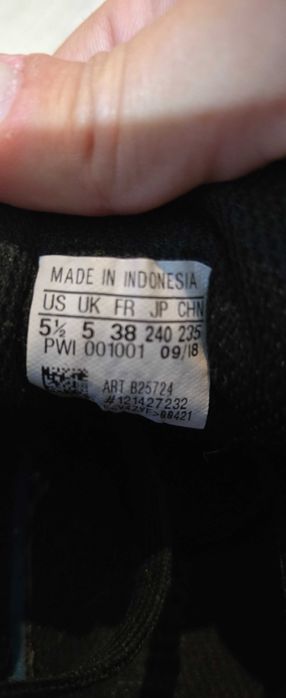 MADE IN INDONESIA
US UK FR JP CHN
5½ 5 38 240 235
PWI 001001 09/18
ART B25724
#121427232